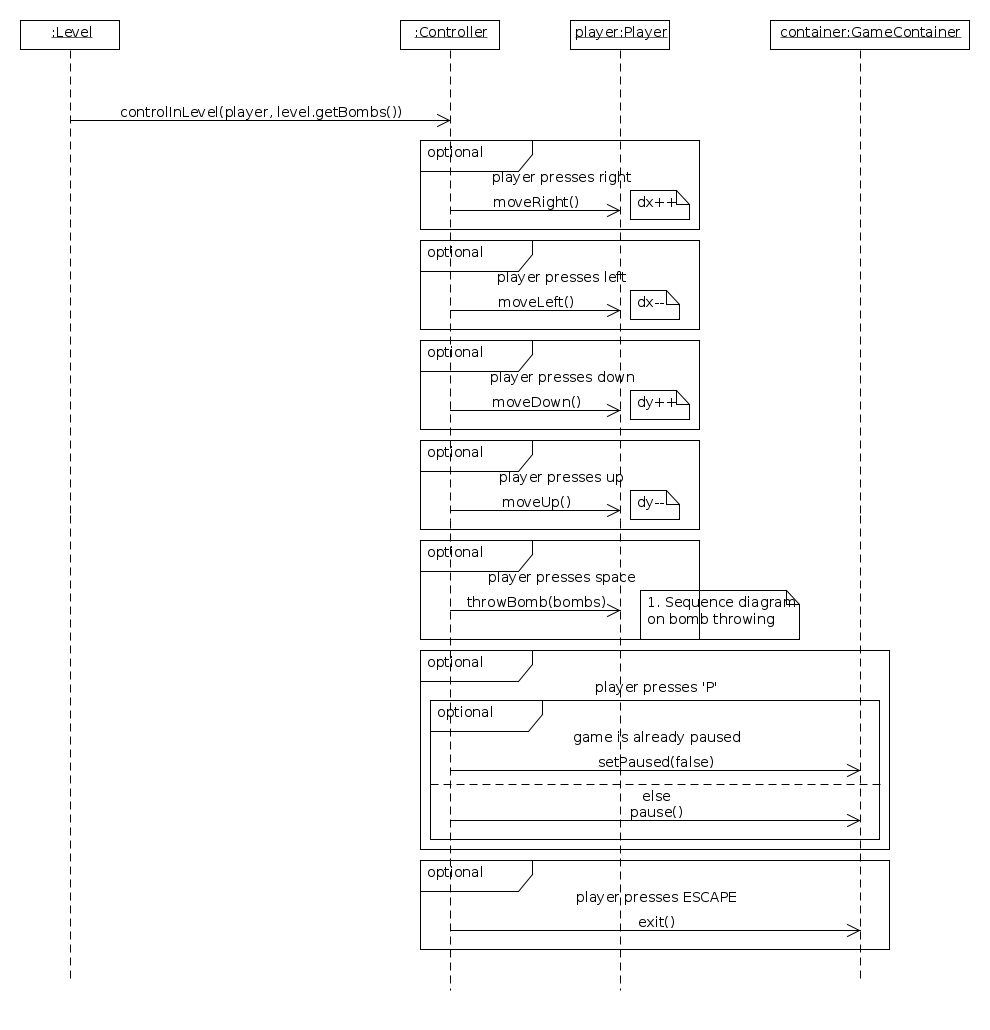 :Level
:Controller
player:Player
container:GameContainer
controlInLevel(player, level.getBombs())
optional
player presses right
moveRight()
dx++
optional
player presses left
moveLeft()
dx--
optional
player presses down
moveDown()
dy++
optional
player presses up
moveUp()
dy--
optional
player presses space
throwBomb(bombs)
1. Sequence diagram
on bomb throwing
optional
player presses 'P'
optional
game is already paused
setPaused(false)
else
pause()
optional
player presses ESCAPE
exit()